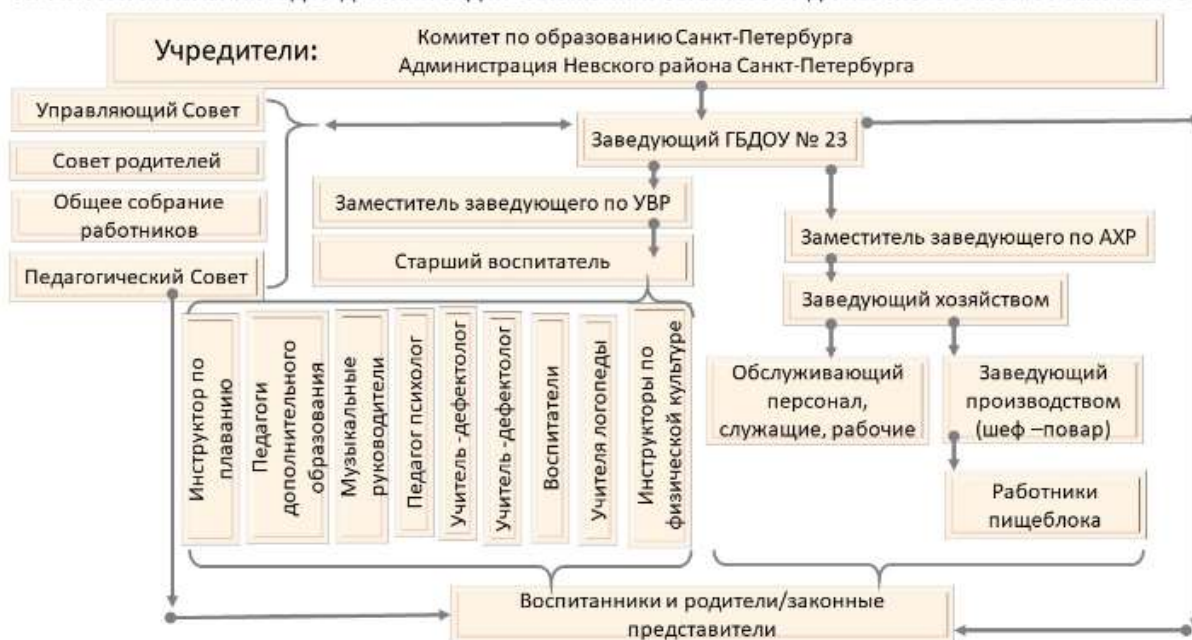 Учредители:
Комитет по образованию Санкт-Петербурга
Администрация Невского района Санкт-Петербурга
Управляющий Совет
Совет родителей
Общее собрание
работников
Педагогический Совет
Заведующий ГБДОУ № 23
Заместитель заведующего по УВР
Старший воспитатель
Заместитель заведующего по АХР
Заведующий хозяйством
Инструктор по
плаванию
Педагоги
дополнительного
образования
Музыкальные
руководители
Педагог психолог
Учитель -дефектолог
Учитель -дефектолог
Воспитатели
Учителя логопеды
Инструкторы по
физической культуре
Обслуживающий
персонал,
служащие, рабочие
Заведующий
производством
(шеф –повар)
Работники
пищеблока
Воспитанники и родители/законные
представители